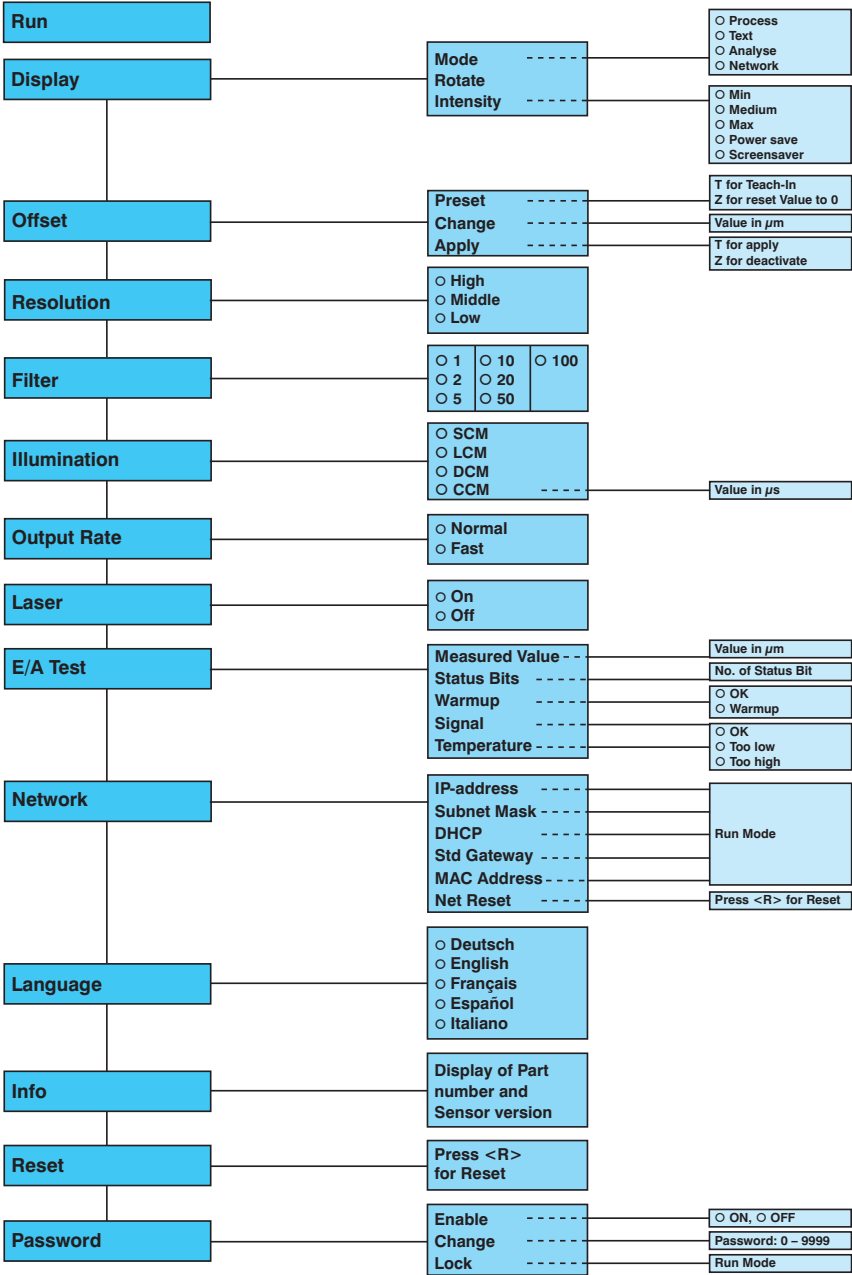 Run
Display
Mode
Rotate
Intensity
○ Process
○ Text
○ Analyse
○ Network
○ Min
○ Medium
○ Max
○ Power save
○ Screensaver
Offset
Preset
Change
Apply
T for Teach-In
Z for reset Value to 0
Value in µm
T for apply
Z for deactivate
Resolution
○ High
○ Middle
○ Low
Filter
○ 1 ○ 10 ○ 100
○ 2 ○ 20
○ 5 ○ 50
Illumination
○ SCM
○ LCM
○ DCM
○ CCM
Value in µs
Output Rate
○ Normal
○ Fast
Laser
○ On
○ Off
E/A Test
Measured Value
Status Bits
Warmup
Signal
Temperature
Value in µm
No. of Status Bit
○ OK
○ Warmup
○ OK
○ Too low
○ Too high
Network
IP-address
Subnet Mask
DHCP
Std Gateway
MAC Address
Net Reset
Run Mode
Press <R> for Reset
Language
○ Deutsch
○ English
○ Français
○ Español
○ Italiano
Info
Display of Part
number and
Sensor version
Reset
Press <R>
for Reset
Password
Enable
Change
Lock
○ ON, ○ OFF
Password: 0 – 9999
Run Mode